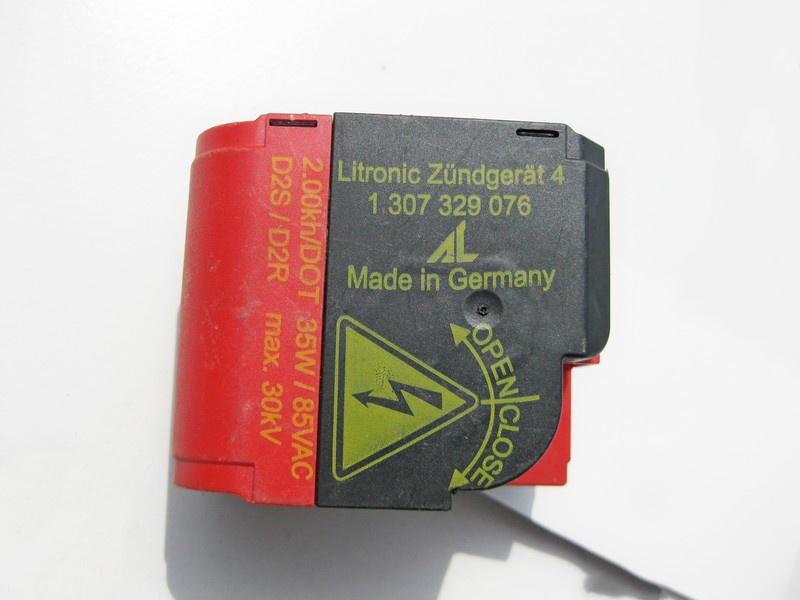 Litronic Zündgerät 4
1 307 329 076
AL
Made in Germany
OPEN/CLOSE
2.00kh/DOT 35W / 85VAC
D2S / D2R max. 30kV